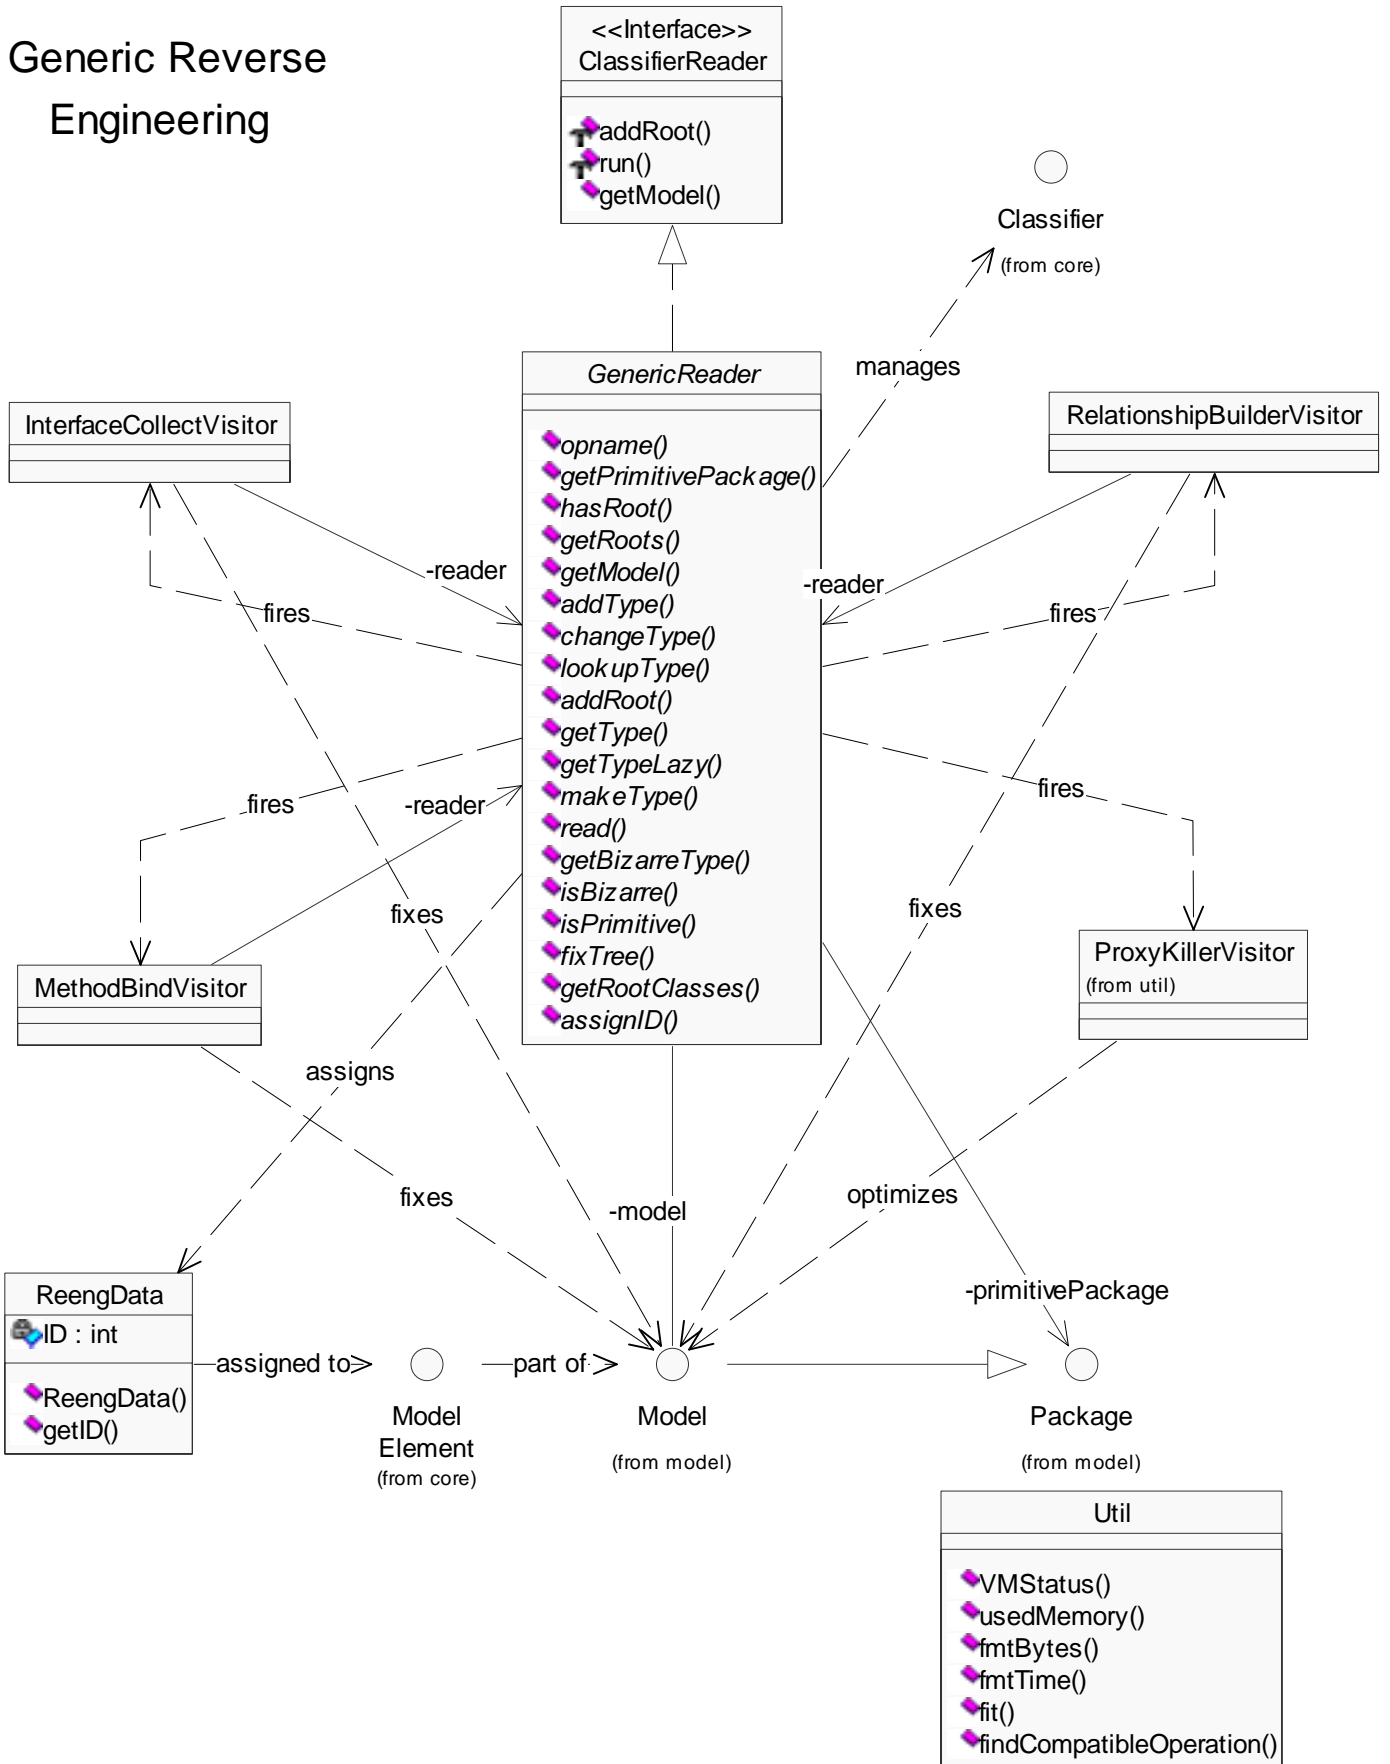 Generic Reverse
Engineering
<<Interface>>
ClassifierReader
addRoot()
run()
getModel()
Classifier
(from core)
manages
GenericReader
opname()
getPrimitivePackage()
hasRoot()
getRoots()
getModel()
addType()
changeType()
lookupType()
addRoot()
getType()
getTypeLazy()
makeType()
read()
getBizarreType()
isBizarre()
isPrimitive()
fixTree()
getRootClasses()
assignID()
InterfaceCollectVisitor
RelationshipBuilderVisitor
-reader
-reader
fires
fires
fires
-reader
fires
fixes
fixes
MethodBindVisitor
ProxyKillerVisitor
(from util)
assigns
fixes
-model
optimizes
-primitivePackage
ReengData
ID : int
ReengData()
getID()
assigned to
part of
Model
Element
(from core)
Model
(from model)
Package
(from model)
Util
VMStatus()
usedMemory()
fmtBytes()
fmtTime()
fit()
findCompatibleOperation()